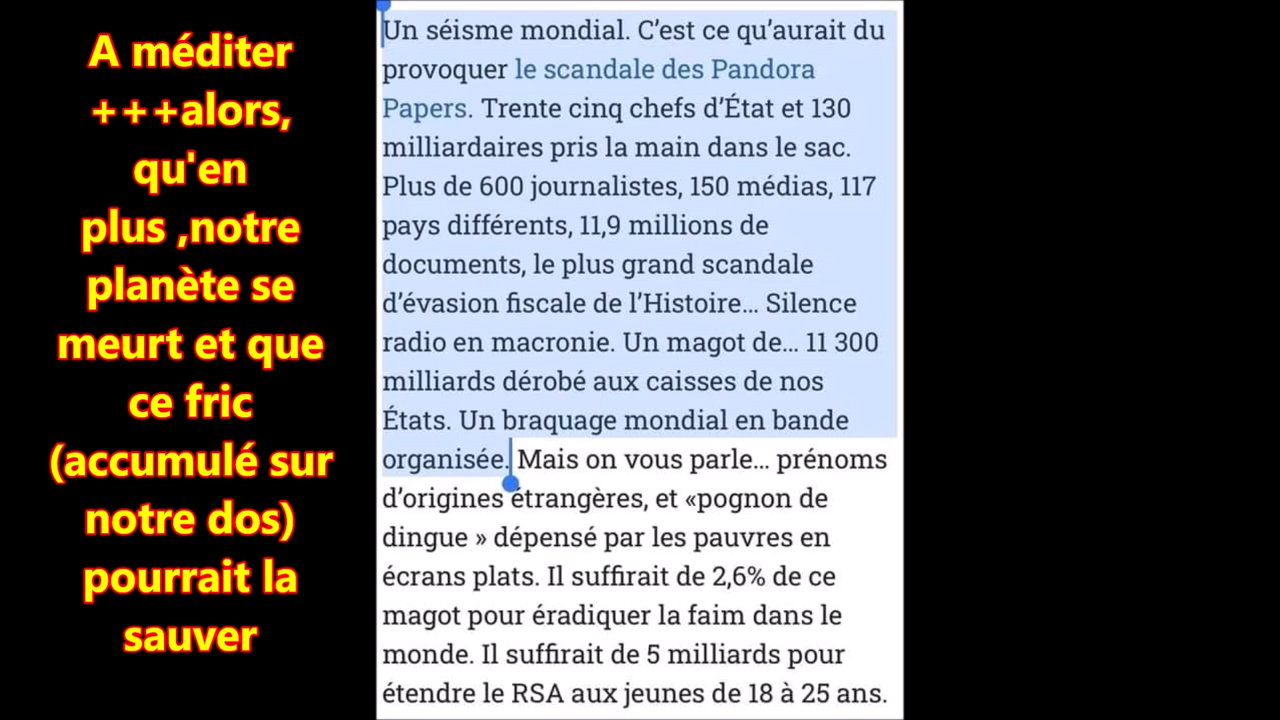 A méditer
+++alors,
qu'en
plus ,notre
planète se
meurt et que
ce fric
(accumulé sur
notre dos)
pourrait la
sauver
Un séisme mondial. C’est ce qu’aurait du
provoquer le scandale des Pandora
Papers. Trente cinq chefs d’État et 130
milliardaires pris la main dans le sac.
Plus de 600 journalistes, 150 médias, 117
pays différents, 11,9 millions de
documents, le plus grand scandale
d’évasion fiscale de l’Histoire… Silence
radio en macronie. Un magot de… 11 300
milliards dérobé aux caisses de nos
États. Un braquage mondial en bande
organisée. Mais on vous parle… prénoms
d’origines étrangères, et «pognon de
dingue » dépensé par les pauvres en
écrans plats. Il suffirait de 2,6% de ce
magot pour éradiquer la faim dans le
monde. Il suffirait de 5 milliards pour
étendre le RSA aux jeunes de 18 à 25 ans.